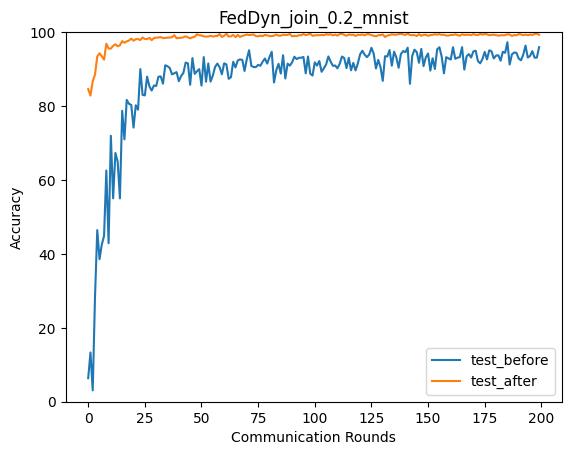 FedDyn_join_0.2_mnist
100
80
60
40
20
0
Accuracy
0 25 50 75 100 125 150 175 200
Communication Rounds
test_before
test_after